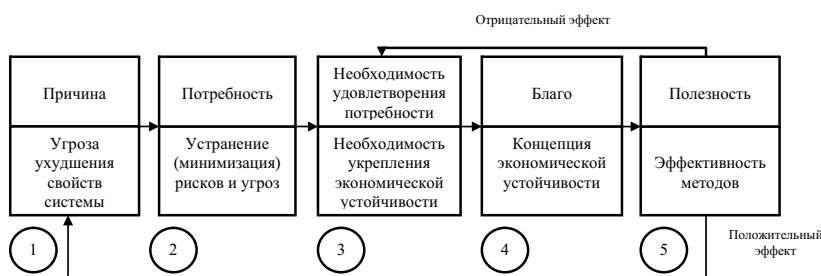 Отрицательный эффект
Причина
Угроза
ухудшения
свойств
системы
Потребность
Устранение
(минимизация)
рисков и угроз
Необходимость
удовлетворения
потребности
Необходимость
укрепления
экономической
устойчивости
Благо
Концепция
экономической
устойчивости
Полезность
Эффективность
методов
1
2
3
4
5
Положительный
эффект